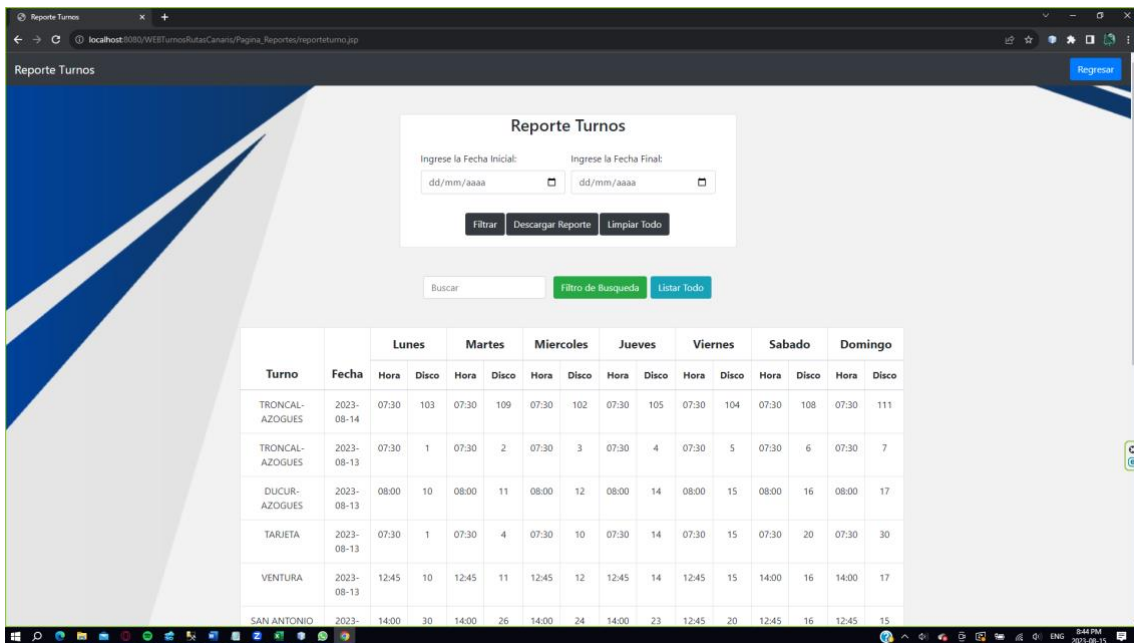 Reporte Turnos
localhost:8080/WEBTurnosRutasCanaris/Pagina_Reportes/reporteturno.jsp
Reporte Turnos Regresar
Reporte Turnos
Ingrese la Fecha Inicial: Ingrese la Fecha Final:
dd/mm/aaaa dd/mm/aaaa
Filtrar Descargar Reporte Limpiar Todo
Buscar Filtro de Busqueda Listar Todo
Lunes Martes Miercoles Jueves Viernes Sabado Domingo
Turno Fecha Hora Disco Hora Disco Hora Disco Hora Disco Hora Disco Hora Disco Hora Disco
TRONCAL- 2023- 07:30 103 07:30 109 07:30 102 07:30 105 07:30 104 07:30 108 07:30 111
AZOGUES 08-14
TRONCAL- 2023- 07:30 1 07:30 2 07:30 3 07:30 4 07:30 5 07:30 6 07:30 7
AZOGUES 08-13
DUCUR- 2023- 08:00 10 08:00 11 08:00 12 08:00 14 08:00 15 08:00 16 08:00 17
AZOGUES 08-13
TARJETA 2023- 07:30 1 07:30 4 07:30 10 07:30 14 07:30 15 07:30 20 07:30 30
08-13
VENTURA 2023- 12:45 10 12:45 11 12:45 12 12:45 14 12:45 15 14:00 16 14:00 17
08-13
SAN ANTONIO 2023- 14:00 30 14:00 26 14:00 24 14:00 23 12:45 20 12:45 16 12:45 15
ENG 8:44 PM
2023-08-15